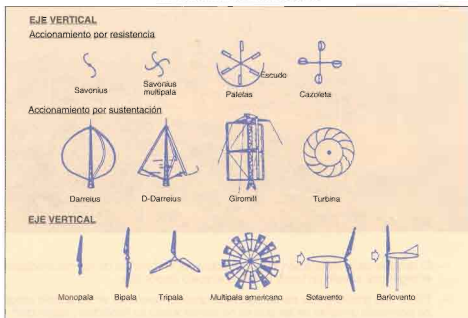 EJE VERTICAL
Accionamiento por resistencia
Escudo
Savonius
Savonius
multipala
Paletas
Cazoleta
Accionamiento por sustentación
Darreius
D-Darreius
Giromill
Turbina
EJE VERTICAL
Monopala
Bipala
Tripala
Multipala americano
Sotavento
Barlovento